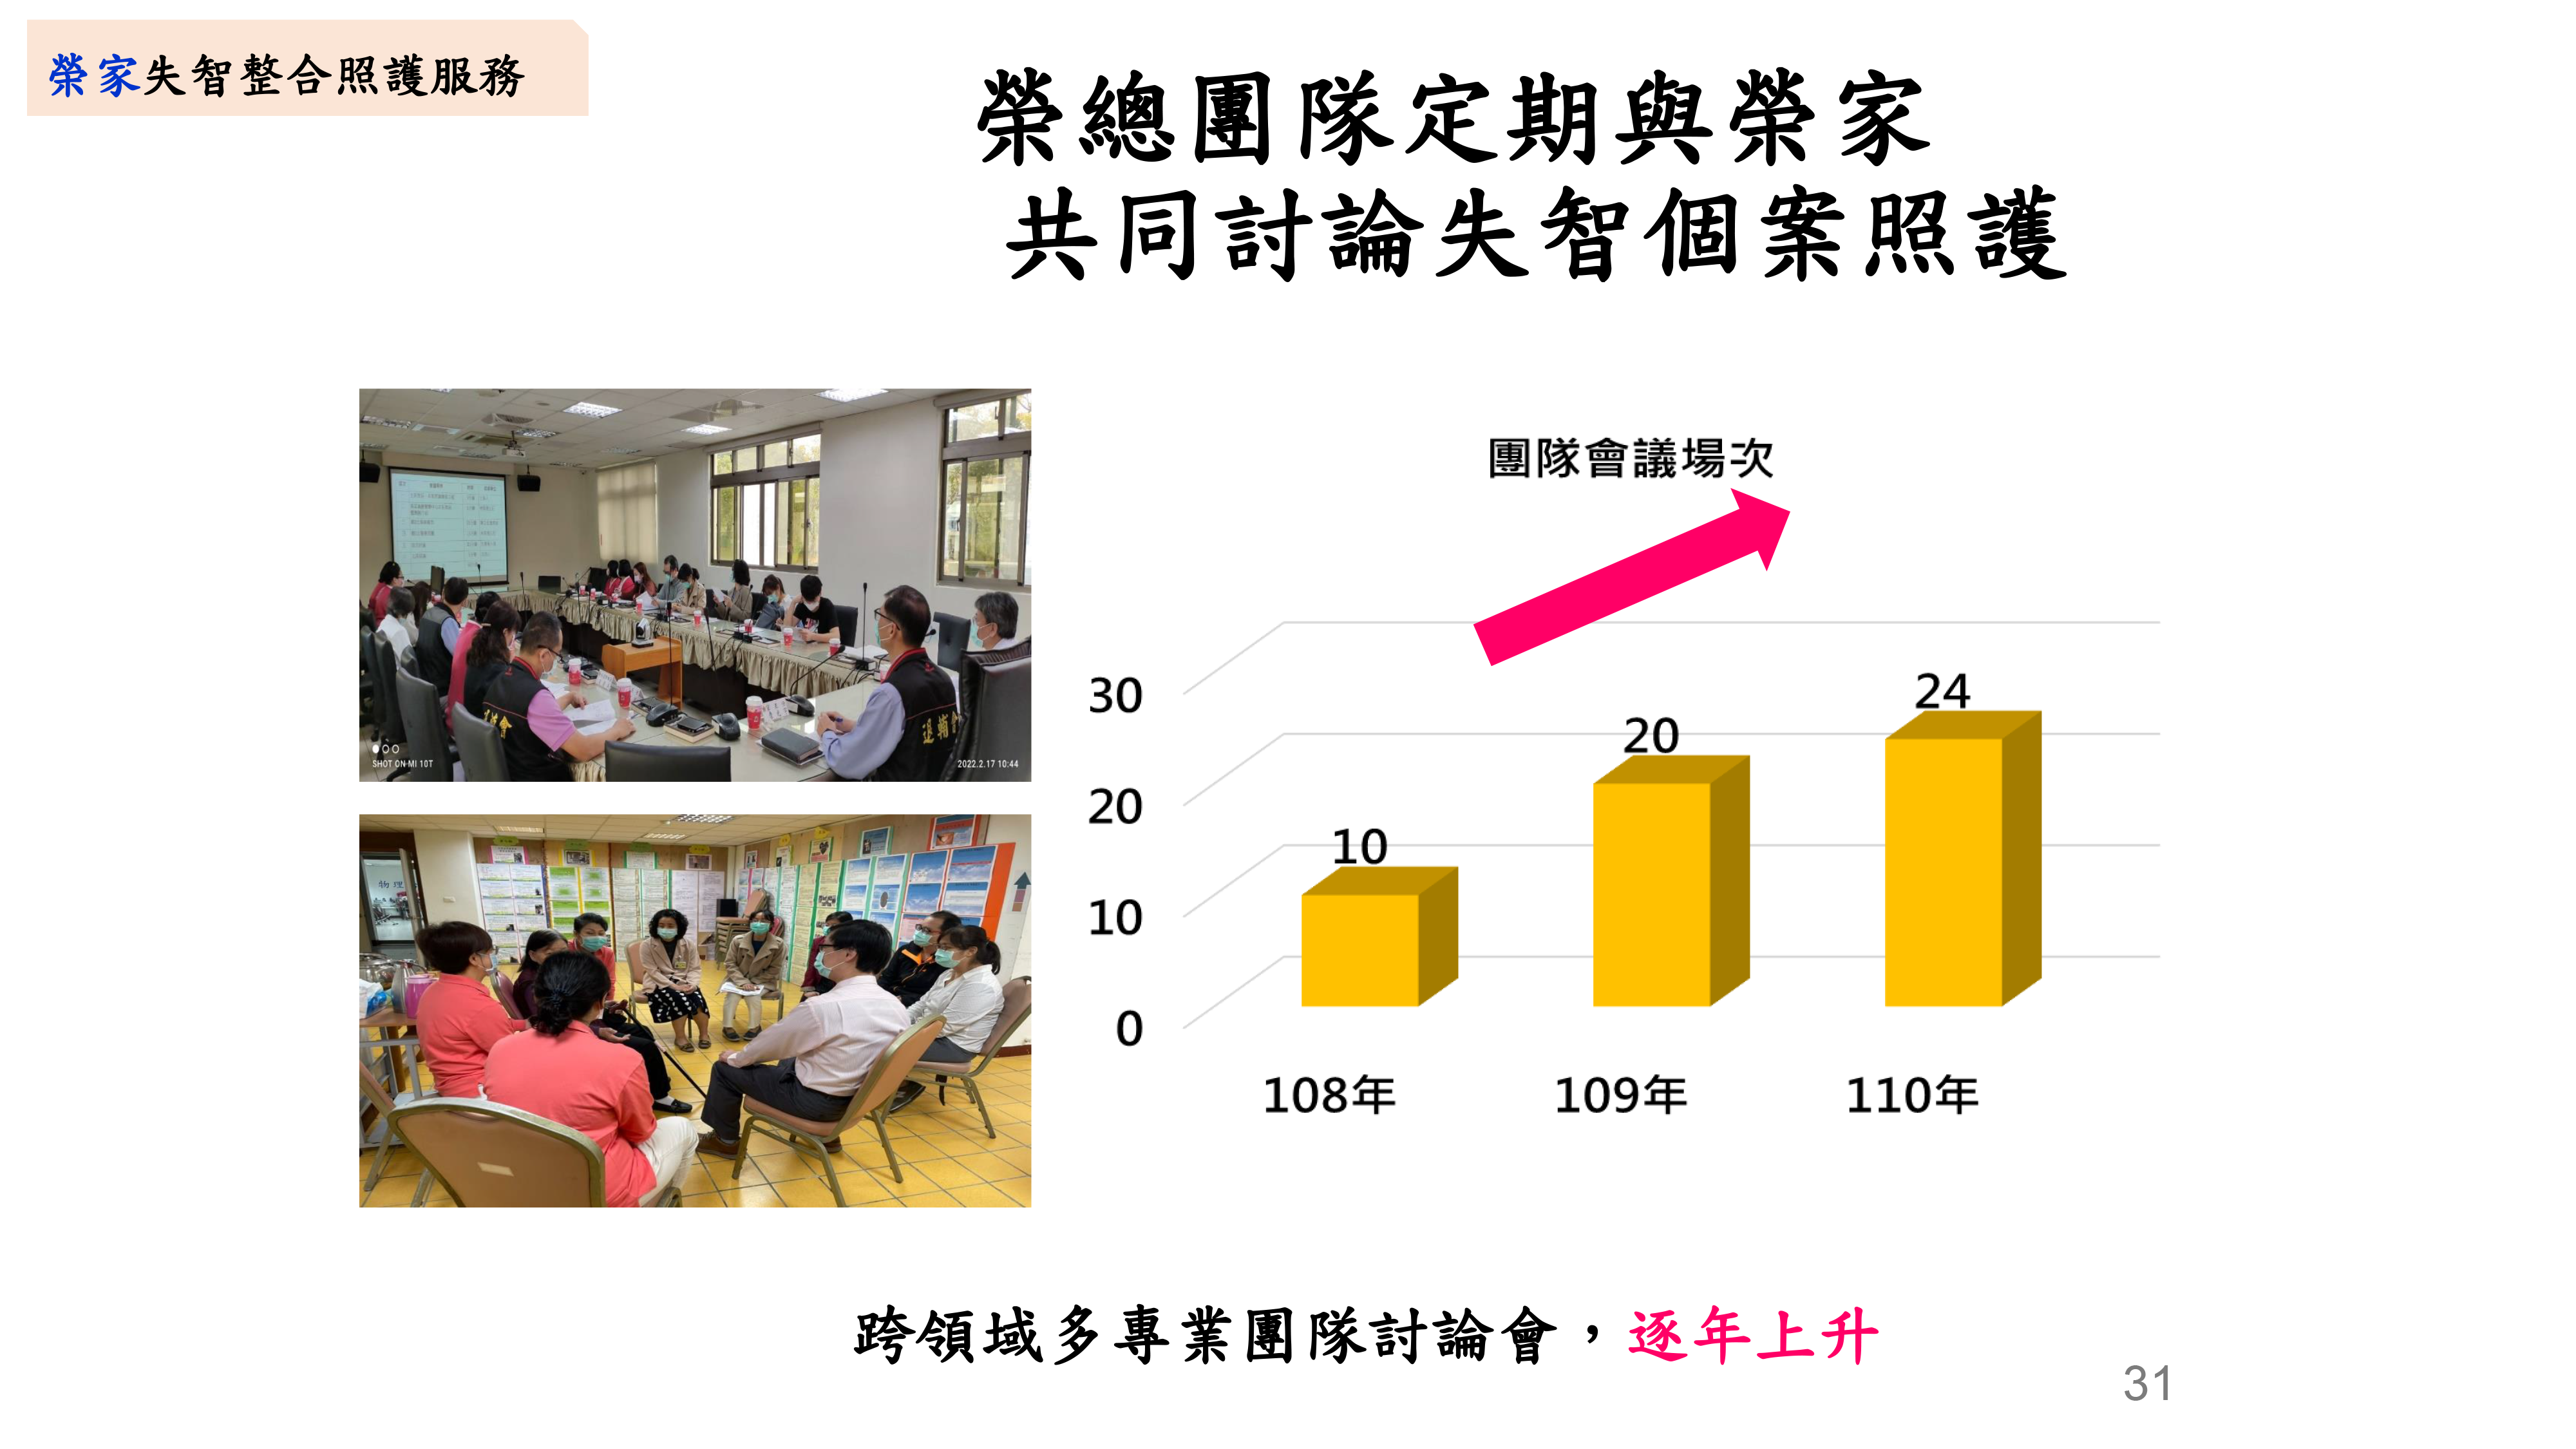 榮家失智整合照護服務
榮總團隊定期與榮家
共同討論失智個案照護
SHOT ON MI 10T
2022.2.17 10:44
退輔
物理
團隊會議場次
30
20
10
0
10
20
24
108年
109年
110年
跨領域多專業團隊討論會，逐年上升
31